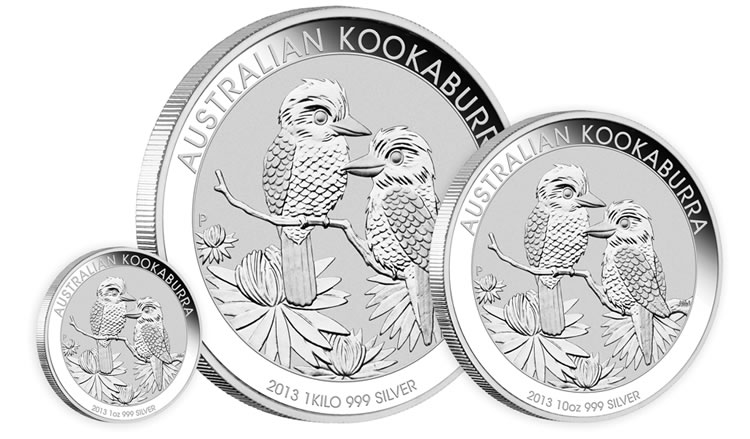 AUSTRALIAN KOOKABURRA
P
2013 1oz 999 SILVER
AUSTRALIAN KOOKABURRA
P
2013 1KILO 999 SILVER
AUSTRALIAN KOOKABURRA
P
2013 10oz 999 SILVER